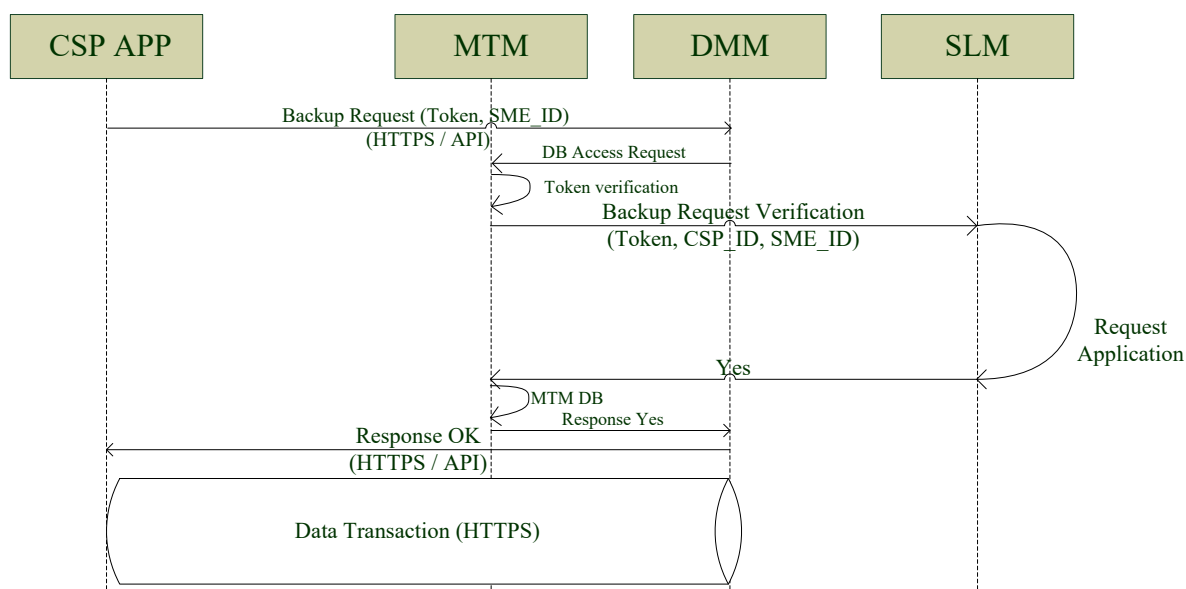 CSP APP
MTM
DMM
SLM
Backup Request (Token, SME_ID)
(HTTPS / API)
DB Access Request
Token verification
Backup Request Verification
(Token, CSP_ID, SME_ID)
Request
Application
Yes
MTM DB
Response Yes
Response OK
(HTTPS / API)
Data Transaction (HTTPS)